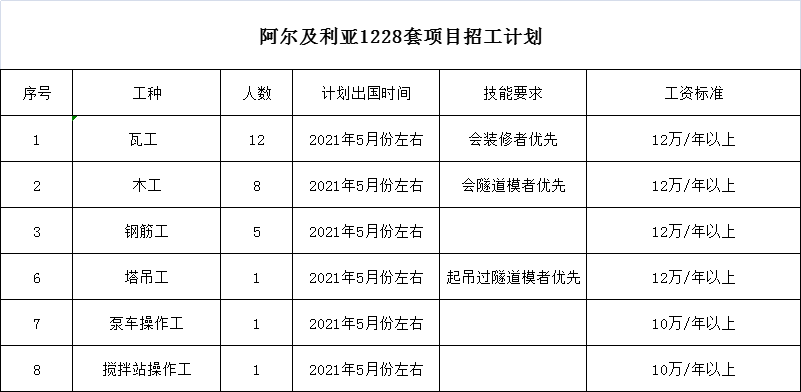 阿尔及利亚1228套项目招工计划
序号 工种 人数 计划出国时间 技能要求 工资标准
1 瓦工 12 2021年5月份左右 会装修者优先 12万/年以上
2 木工 8 2021年5月份左右 会隧道模者优先 12万/年以上
3 钢筋工 5 2021年5月份左右 12万/年以上
6 塔吊工 1 2021年5月份左右 起吊过隧道模者优先 12万/年以上
7 泵车操作工 1 2021年5月份左右 10万/年以上
8 搅拌站操作工 1 2021年5月份左右 10万/年以上